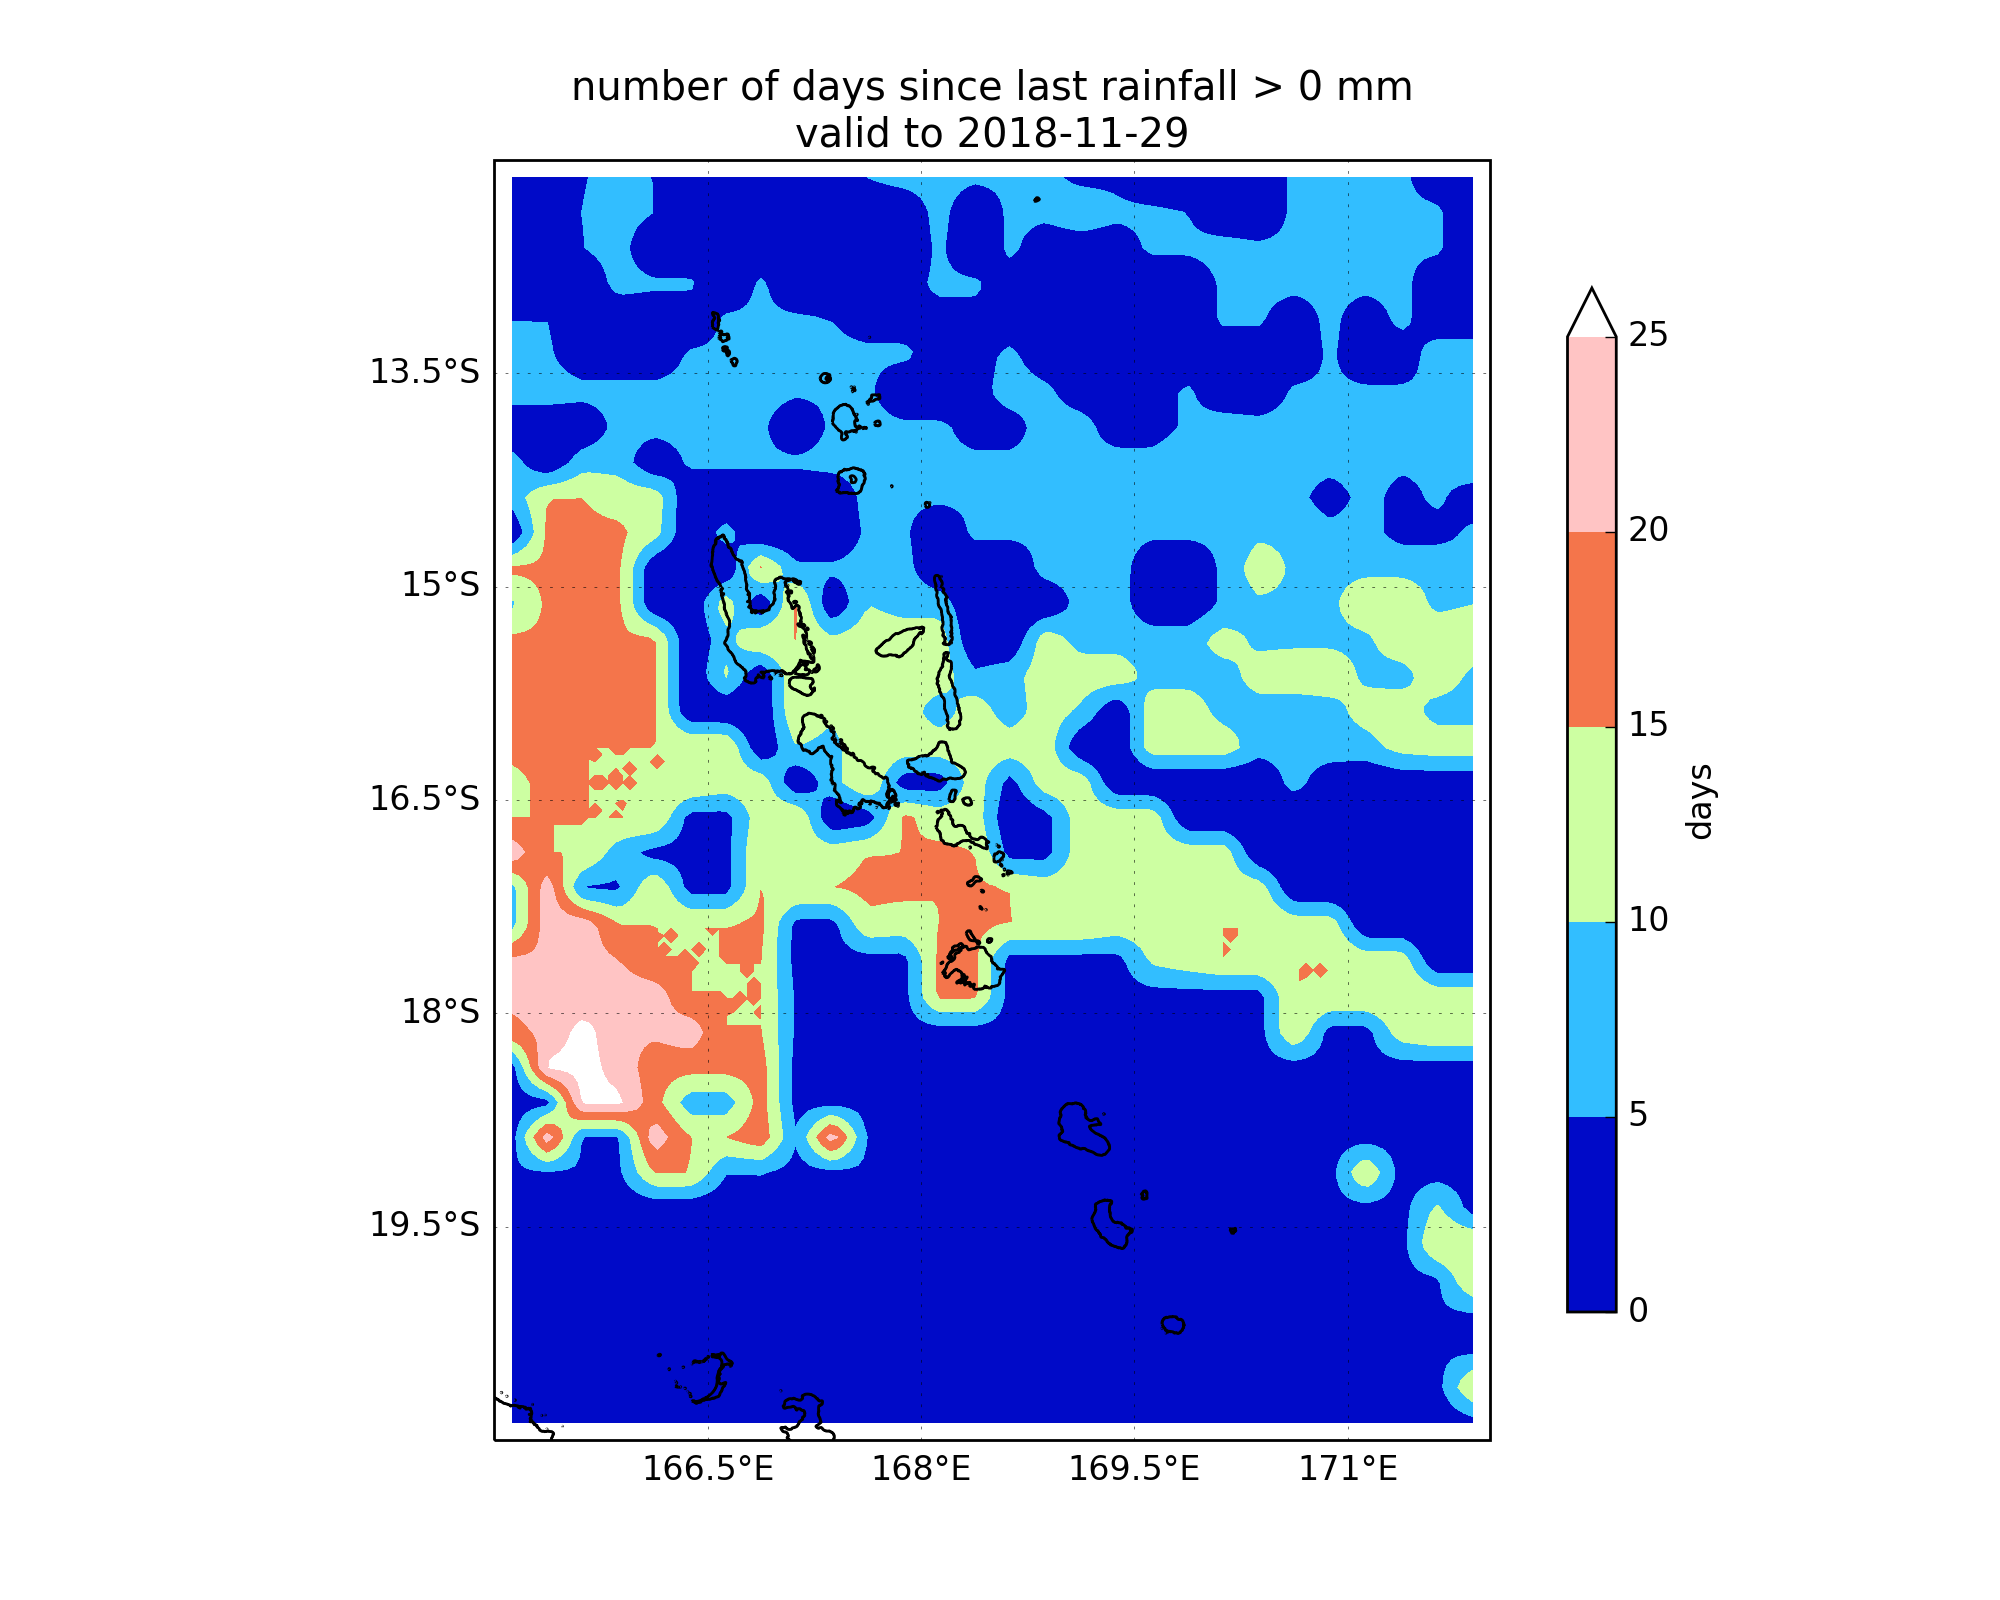 number of days since last rainfall > 0 mm
valid to 2018-11-29
13.5°S
15°S
16.5°S
18°S
19.5°S
166.5°E
168°E
169.5°E
171°E
25
20
15
10
5
0
days